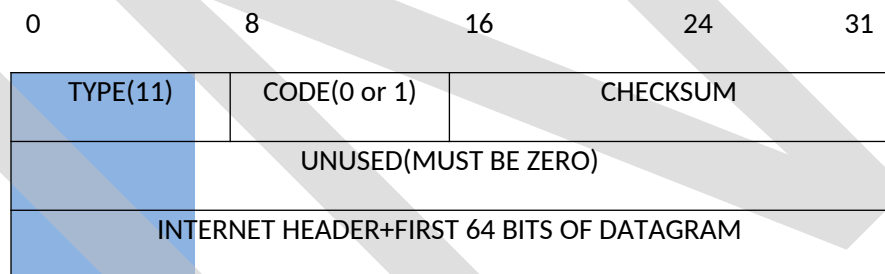 0 8 16 24 31
TYPE(11) CODE(0 or 1) CHECKSUM
UNUSED(MUST BE ZERO)
INTERNET HEADER+FIRST 64 BITS OF DATAGRAM